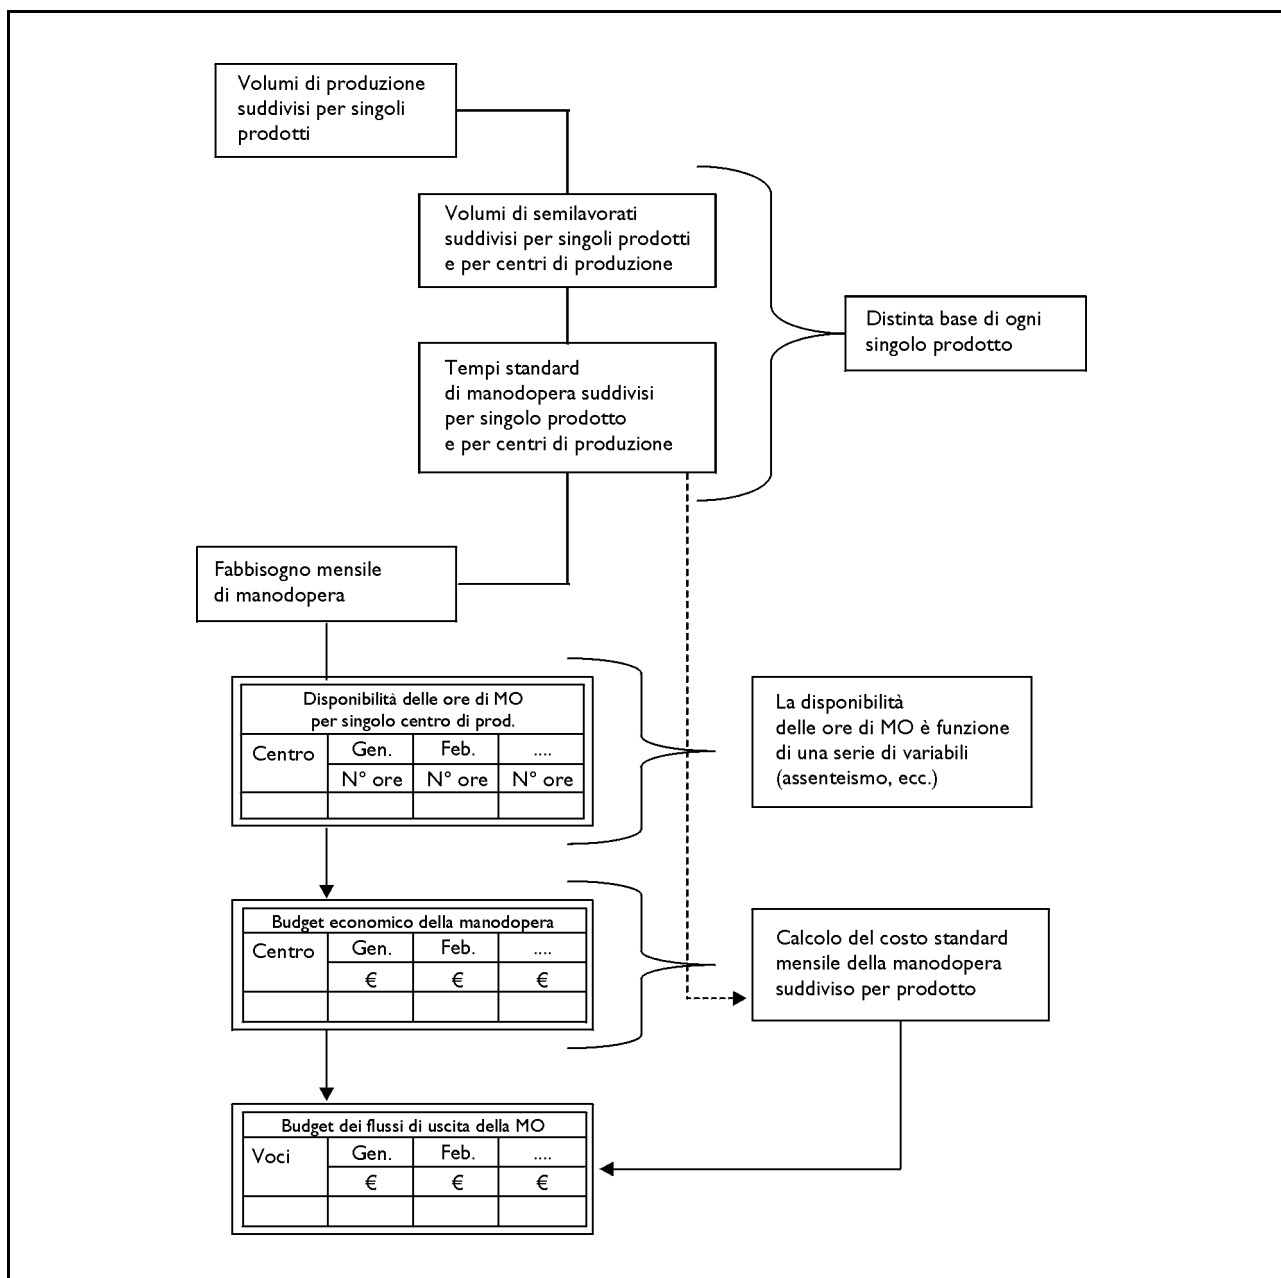 Volumi di produzione
suddivisi per singoli
prodotti
Volumi di semilavorati
suddivisi per singoli prodotti
e per centri di produzione
Distinta base di ogni
singolo prodotto
Tempi standard
di manodopera suddivisi
per singolo prodotto
e per centri di produzione
Fabbisogno mensile
di manodopera
Disponibilità delle ore di MO
per singolo centro di prod.
Centro Gen. Feb. ....
N° ore N° ore N° ore
La disponibilità
delle ore di MO è funzione
di una serie di variabili
(assenteismo, ecc.)
Budget economico della manodopera
Centro Gen. Feb. ....
€ € €
Calcolo del costo standard
mensile della manodopera
suddiviso per prodotto
Budget dei flussi di uscita della MO
Voci Gen. Feb. ....
€ € €